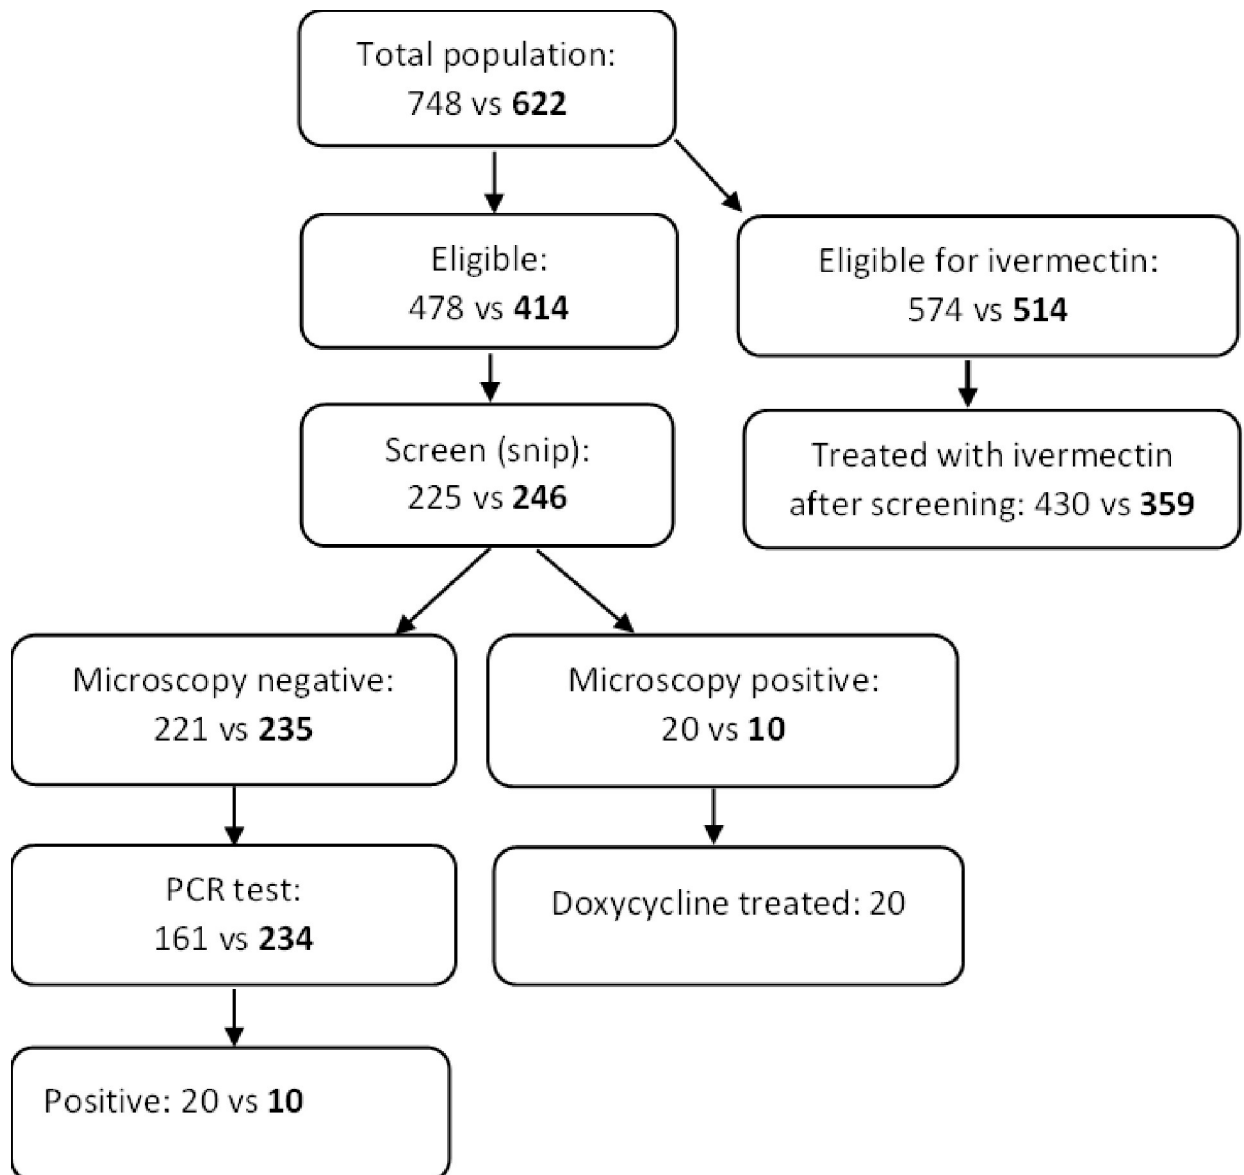 Total population:
748 vs 622
Eligible:
478 vs 414
Eligible for ivermectin:
574 vs 514
Screen (snip):
225 vs 246
Treated with ivermectin
after screening: 430 vs 359
Microscopy negative:
221 vs 235
Microscopy positive:
20 vs 10
PCR test:
161 vs 234
Doxycycline treated: 20
Positive: 20 vs 10